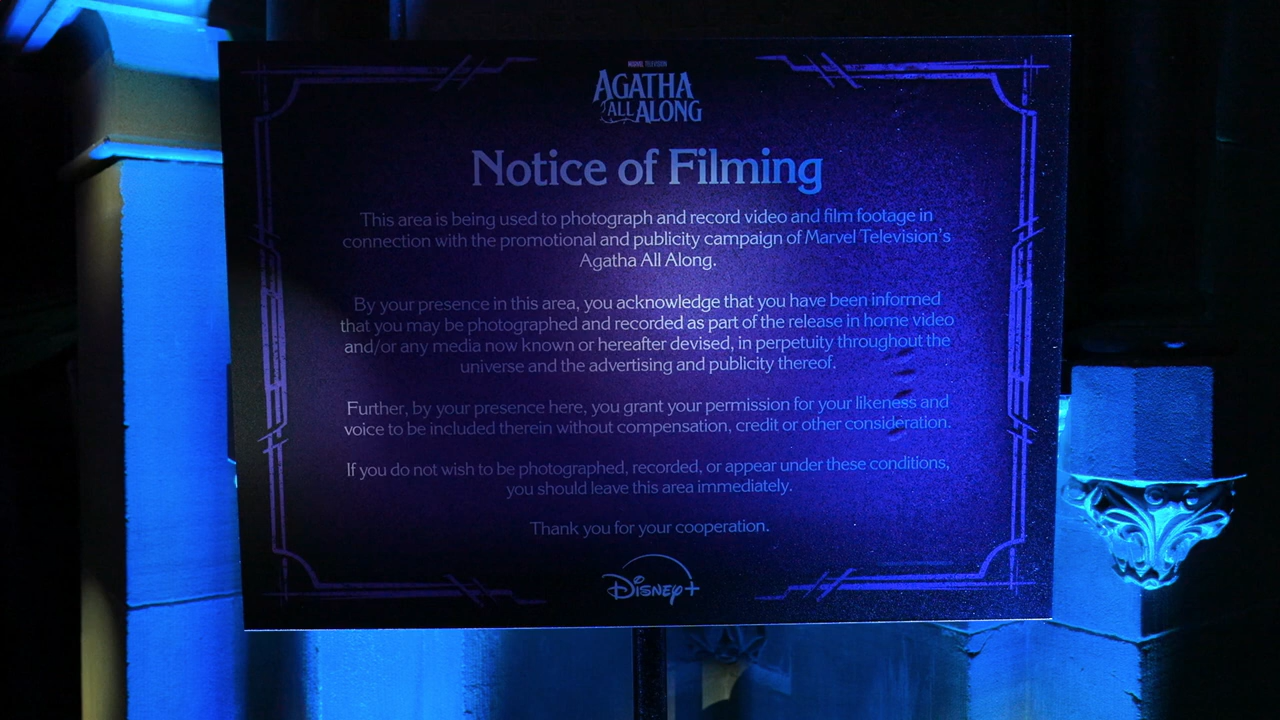 AGATHA
ALL ALONG
Notice of Filming
This area is being used to photograph and record video and film footage in
connection with the promotional and publicity campaign of Marvel Television's
Agatha All Along.
By your presence in this area, you acknowledge that you have been informed
that you may be photographed and recorded as part of the release in home video
and/or any media now known or hereafter devised, in perpetuity throughout the
universe and the advertising and publicity thereof.
Further, by your presence here, you grant your permission for your likeness and
voice to be included therein without compensation, credit or other consideration.
If you do not wish to be photographed, recorded, or appear under these conditions,
you should leave this area immediately.
Thank you for your cooperation.
Disney+